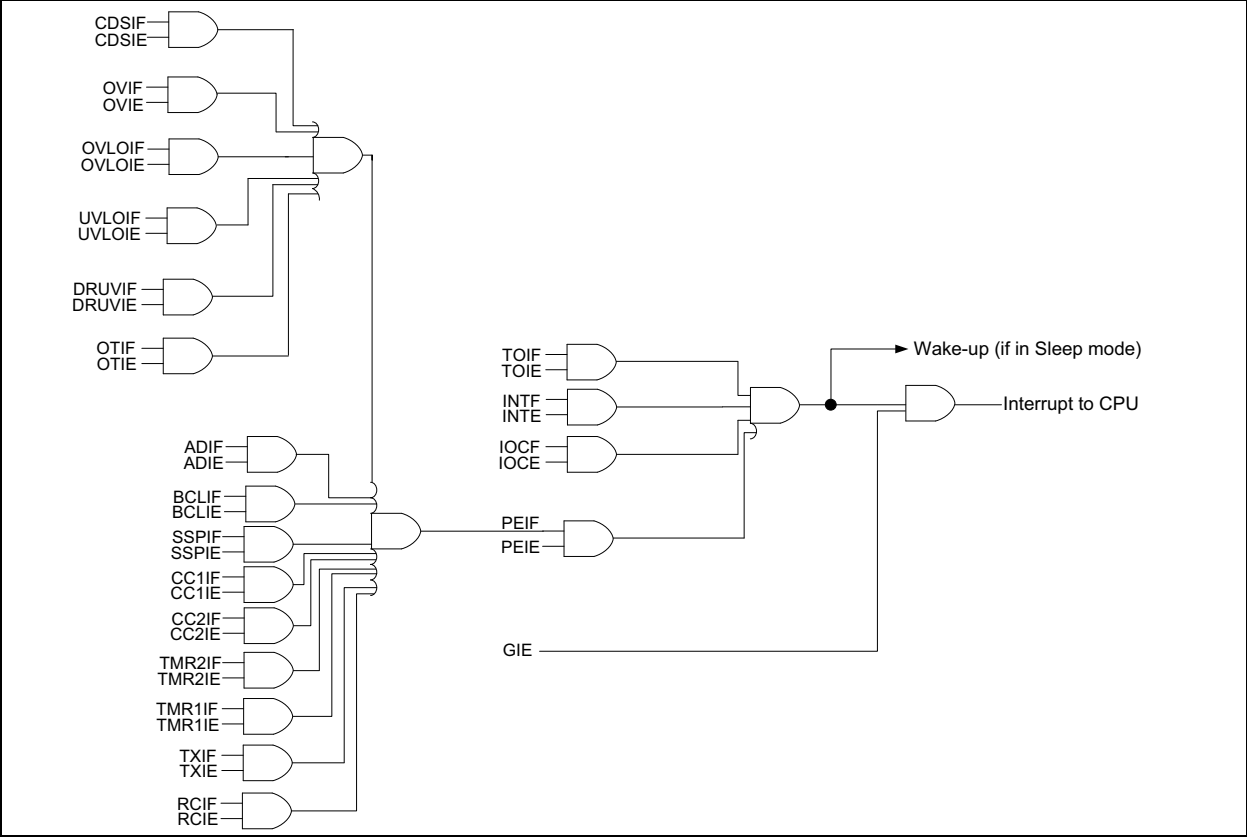 CDSIF
CDSIE
OVIF
OVIE
OVLOIF
OVLOIE
UVLOIF
UVLOIE
DRUVIF
DRUVIE
OTIF
OTIE
TOIF
TOIE
Wake-up (if in Sleep mode)
INTF
INTE
Interrupt to CPU
IOCF
IOCE
ADIF
ADIE
BCLIF
BCLIE
SSPIF
SSPIE
PEIF
PEIE
CC1IF
CC1IE
CC2IF
CC2IE
GIE
TMR2IF
TMR2IE
TMR1IF
TMR1IE
TXIF
TXIE
RCIF
RCIE